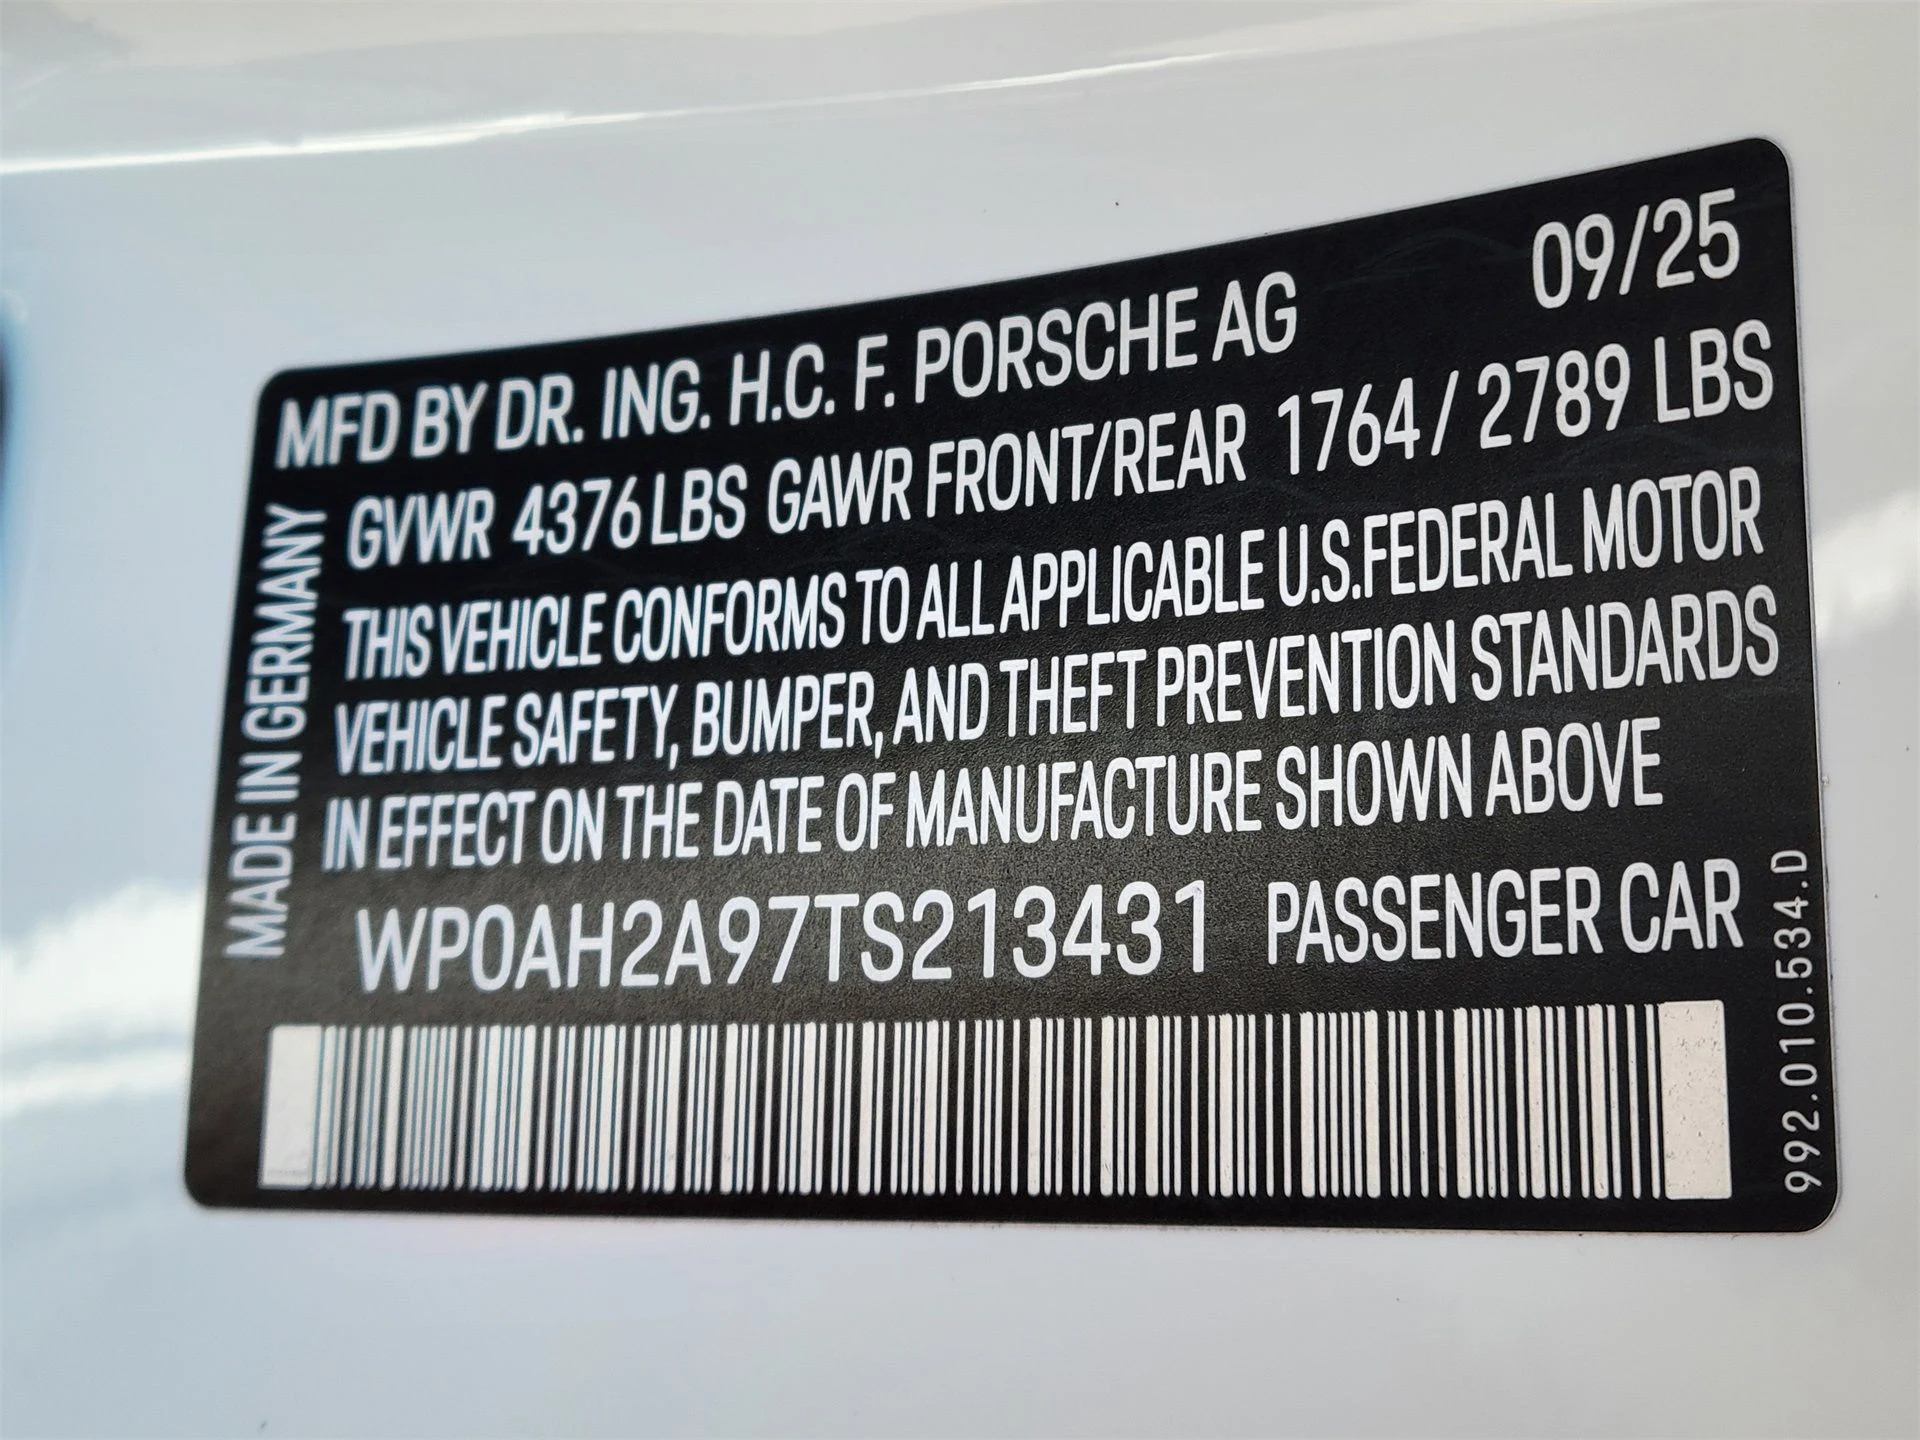 MFD BY DR. ING. H.C. F. PORSCHE AG 09/25
GVWR 4376 LBS GAWR FRONT/REAR 1764 / 2789 LBS
THIS VEHICLE CONFORMS TO ALL APPLICABLE U.S.FEDERAL MOTOR
VEHICLE SAFETY, BUMPER, AND THEFT PREVENTION STANDARDS
IN EFFECT ON THE DATE OF MANUFACTURE SHOWN ABOVE
WP0AH2A97TS213431 PASSENGER CAR
MADE IN GERMANY
992.010.534.D